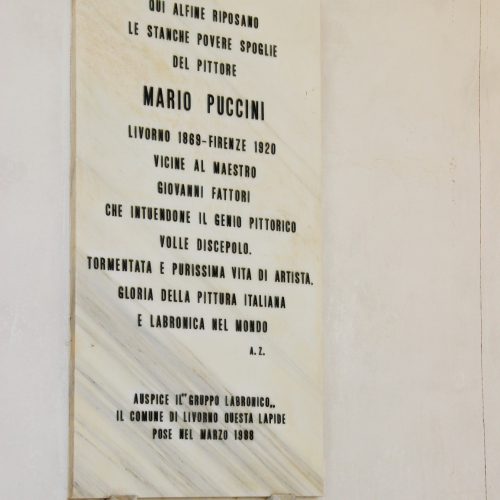 QUI ALFINE RIPOSANO
LE STANCHE POVERE SPOGLIE
DEL PITTORE
MARIO PUCCINI
LIVORNO 1869-FIRENZE 1920
VICINE AL MAESTRO
GIOVANNI FATTORI
CHE INTUENDONE IL GENIO PITTORICO
VOLLE DISCEPOLO.
TORMENTATA E PURISSIMA VITA DI ARTISTA.
GLORIA DELLA PITTURA ITALIANA
E LABRONICA NEL MONDO
A. Z.
AUSPICE IL "GRUPPO LABRONICO„
IL COMUNE DI LIVORNO QUESTA LAPIDE
POSE NEL MARZO 1988